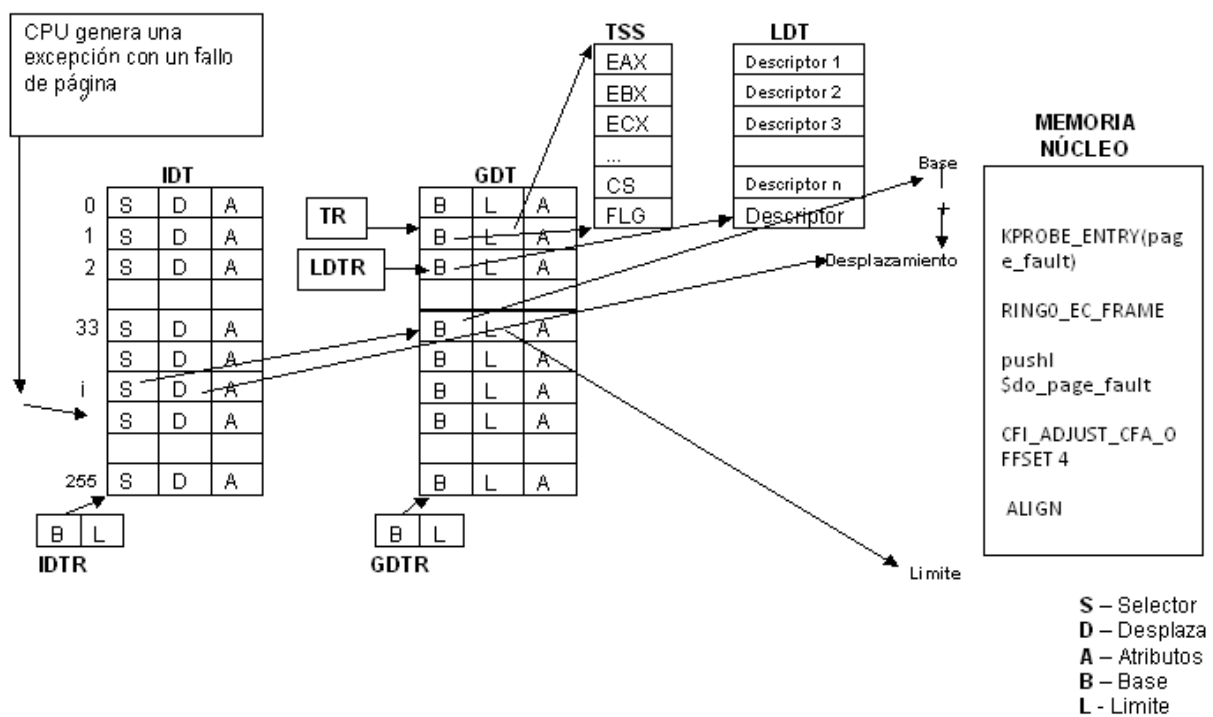 CPU genera una
excepción con un fallo
de página
TSS
EAX
EBX
ECX
...
CS
FLG
LDT
Descriptor 1
Descriptor 2
Descriptor 3
Descriptor n
Descriptor
IDT
0 S D A
1 S D A
2 S D A
33 S D A
S D A
i S D A
S D A
255 S D A
B L
IDTR
TR
LDTR
GDT
B L A
B L A
B L A
B L A
B L A
B L A
B L A
B L A
B L
GDTR
Base
+
Desplazamiento
Limite
MEMORIA
NÚCLEO
KPROBE_ENTRY(pag
e_fault)
RING0_EC_FRAME
pushl
$do_page_fault
CFI_ADJUST_CFA_O
FFSET 4
ALIGN
S – Selector
D – Desplaza
A – Atributos
B – Base
L - Limite